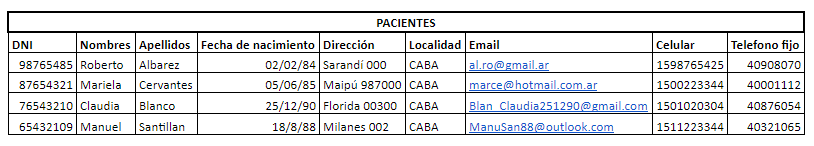 PACIENTES
DNI Nombres Apellidos Fecha de nacimiento Dirección Localidad Email Celular Telefono fijo
98765485 Roberto Albarez 02/02/84 Sarandí 000 CABA al.ro@gmail.ar 1598765425 40908070
87654321 Mariela Cervantes 05/06/85 Maipú 987000 CABA marce@hotmail.com.ar 1500223344 40001112
76543210 Claudia Blanco 25/12/90 Florida 00300 CABA Blan_Claudia251290@gmail.com 1501020304 40876054
65432109 Manuel Santillan 18/8/88 Milanes 002 CABA ManuSan88@outlook.com 1511223344 40321065